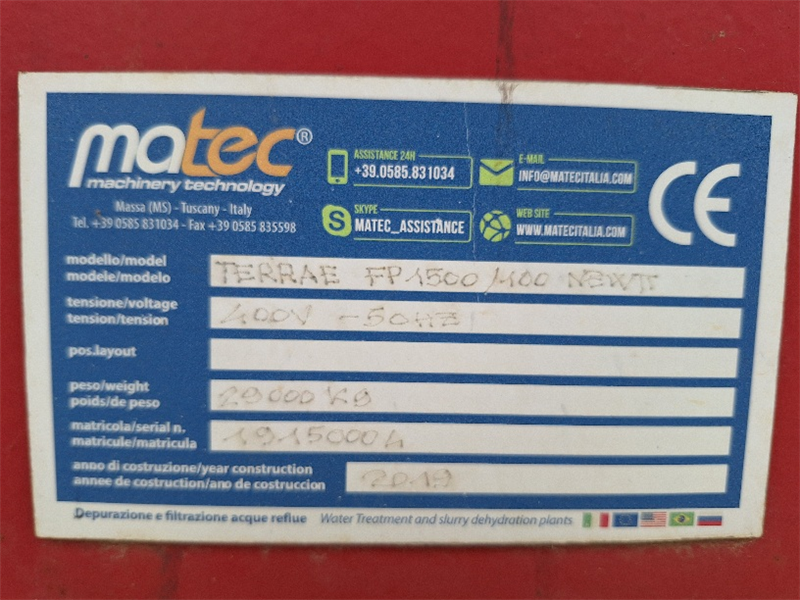 matec®
machinery technology
Massa (MS) - Tuscany - Italy
Tel. +39 0585 831034 - Fax +39 0585 835598
ASSISTANCE 24H
+39.0585.831034
E-MAIL
INFO@MATECITALIA.COM
SKYPE
MATEC_ASSISTANCE
WEB SITE
WWW.MATECITALIA.COM
CE
modello/model
modele/modelo
TERRAE FP1500/100
tensione/voltage
tension/tension
400V - 50HZ
pos.layout
peso/weight
poids/de peso
29000 KG
matricola/serial n.
matricule/matricula
anno di costruzione/year construction
annee de costruction/ano de construccion
2019
Depurazione e filtrazione acque reflue Water Treatment and slurry dehydration plants